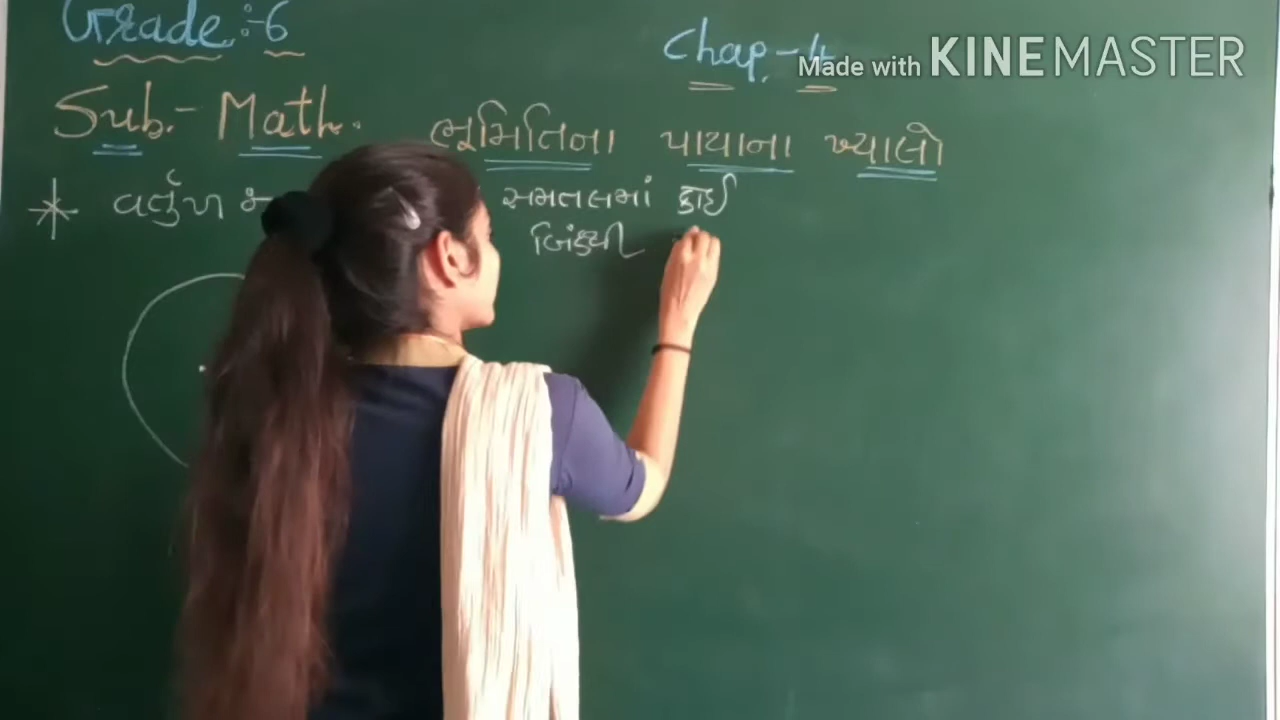 Grade :- 6
Chap. - 4
Made with KINEMASTER
Sub. - Math.
ભૂમિતિના પાયાના ખ્યાલો
* વર્તુળ સમતલમાં કોઈ
બિંદુથી